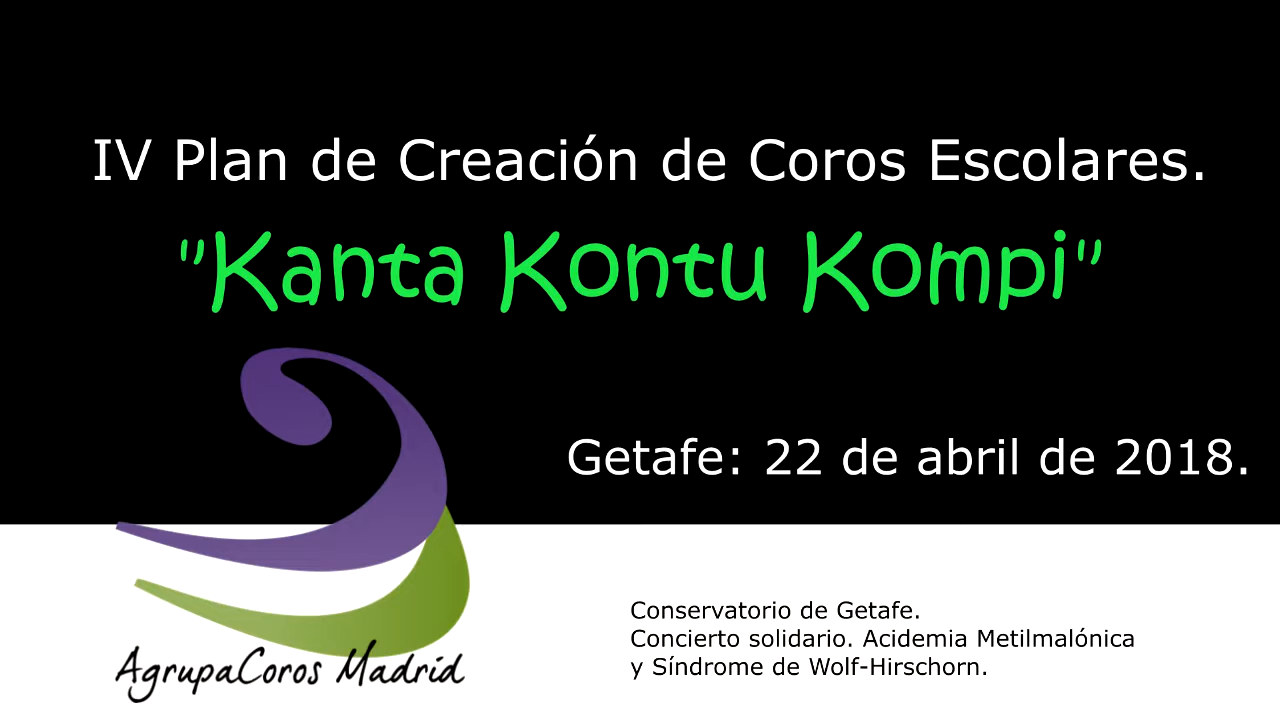 IV Plan de Creación de Coros Escolares.
"Kanta Kontu Kompi"
Getafe: 22 de abril de 2018.
AgrupaCoros Madrid
Conservatorio de Getafe.
Concierto solidario. Acidemia Metilmalónica
y Síndrome de Wolf-Hirschorn.